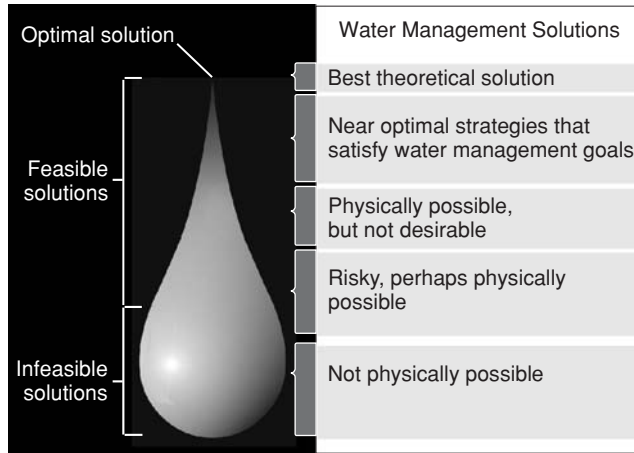 Optimal solution
Feasible
solutions
Infeasible
solutions
Water Management Solutions
Best theoretical solution
Near optimal strategies that
satisfy water management goals
Physically possible,
but not desirable
Risky, perhaps physically
possible
Not physically possible